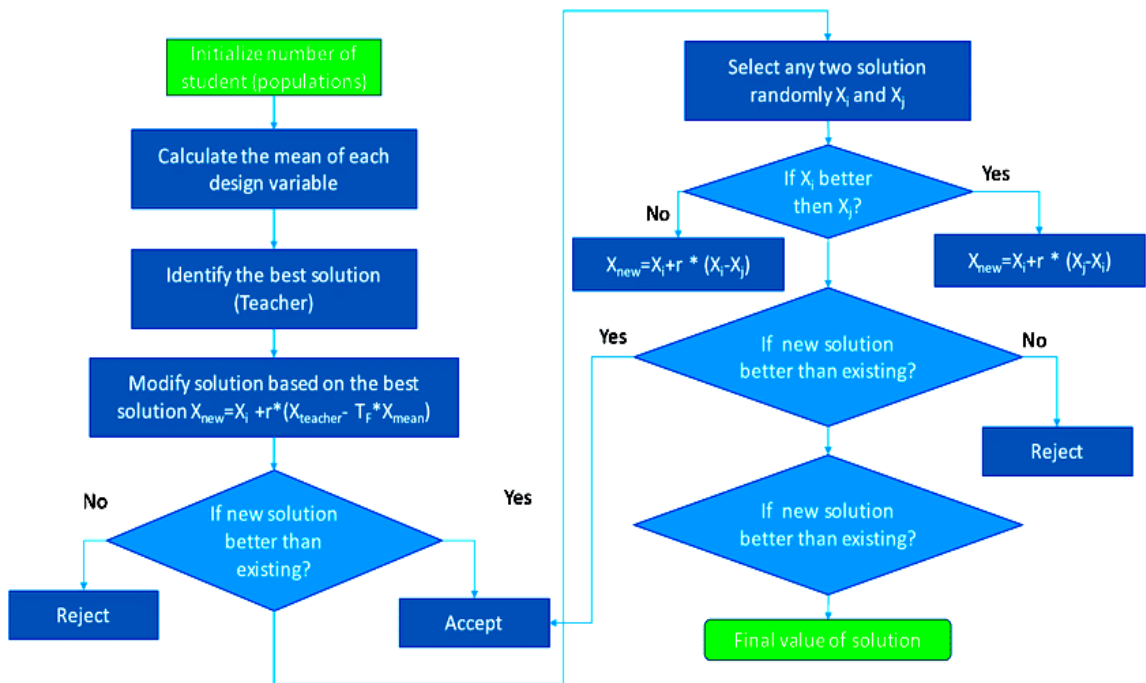 Initialize number of
student (populations)
Calculate the mean of each
design variable
Identify the best solution
(Teacher)
Modify solution based on the best
solution Xnew=Xi +r*(Xteacher- TF*Xmean)
No
Yes
If new solution
better than
existing?
Reject
Accept
Select any two solution
randomly Xi and Xj
If Xi better
then Xj?
No
Yes
Xnew=Xi+r * (Xi-Xj)
Xnew=Xi+r * (Xj-Xi)
Yes
No
If new solution
better than existing?
Reject
If new solution
better than existing?
Final value of solution